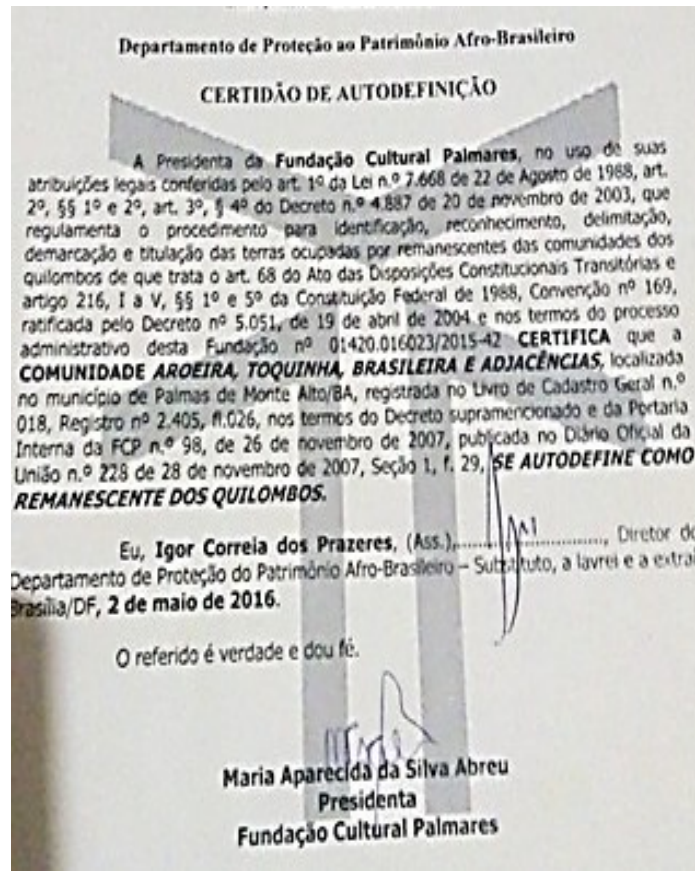 Departamento de Proteção ao Patrimônio Afro-Brasileiro
CERTIDÃO DE AUTODEFINIÇÃO
A Presidenta da Fundação Cultural Palmares, no uso de suas
atribuições legais conferidas pelo art. 1º da Lei n.º 7.668 de 22 de Agosto de 1988, art.
2º, §§ 1º e 2º, art. 3º, § 4º do Decreto n.º 4.887 de 20 de novembro de 2003, que
regulamenta o procedimento para identificação, reconhecimento, delimitação,
demarcação e titulação das terras ocupadas por remanescentes das comunidades dos
quilombos de que trata o art. 68 do Ato das Disposições Constitucionais Transitórias e
artigo 216, I a V, §§ 1º e 5º da Constituição Federal de 1988, Convenção nº 169,
ratificada pelo Decreto nº 5.051, de 19 de abril de 2004 e nos termos do processo
administrativo desta Fundação nº 01420.016023/2015-42 CERTIFICA que a
COMUNIDADE AROEIRA, TOQUINHA, BRASILEIRA E ADJACÊNCIAS, localizada
no município de Palmas de Monte Alto/BA, registrada no Livro de Cadastro Geral n.º
018, Registro nº 2.405, fl.026, nos termos do Decreto supramencionado e da Portaria
Interna da FCP n.º 98, de 26 de novembro de 2007, publicada no Diário Oficial da
União n.º 228 de 28 de novembro de 2007, Seção 1, f. 29, SE AUTODEFINE COMO
REMANESCENTE DOS QUILOMBOS.
Eu, Igor Correia dos Prazeres, (Ass.)........................, Diretor do
Departamento de Proteção do Patrimônio Afro-Brasileiro – Substituto, a lavrei e a extraí
Brasília/DF, 2 de maio de 2016.
O referido é verdade e dou fé.
Maria Aparecida da Silva Abreu
Presidenta
Fundação Cultural Palmares